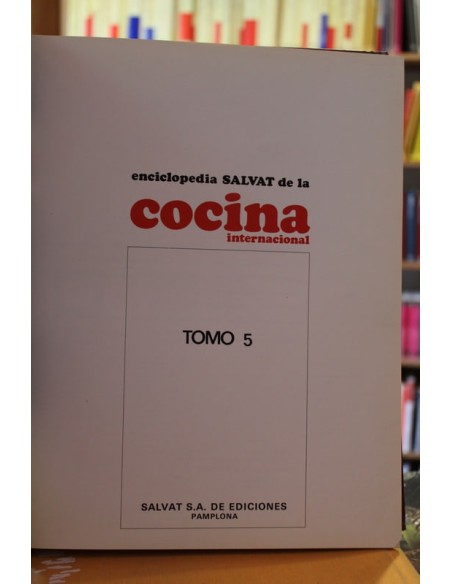 enciclopedia SALVAT de la
cocina
internacional
TOMO 5
SALVAT S.A. DE EDICIONES
PAMPLONA